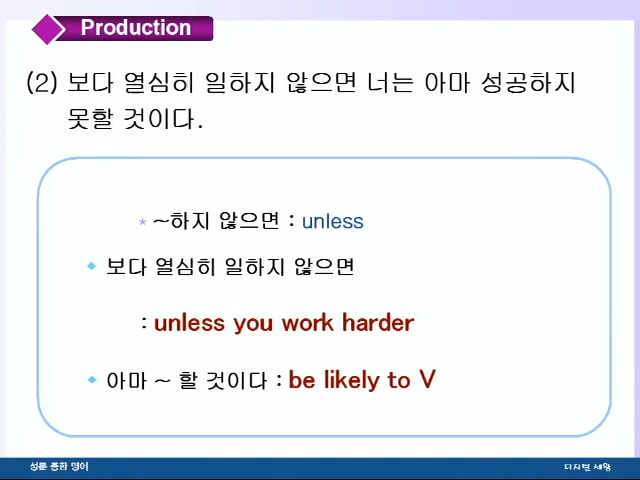 Production
(2) 보다 열심히 일하지 않으면 너는 아마 성공하지
못할 것이다.
* ~하지 않으면 : unless
보다 열심히 일하지 않으면
: unless you work harder
아마 ~ 할 것이다 : be likely to V
성문 종합 영어
디지털 세왕